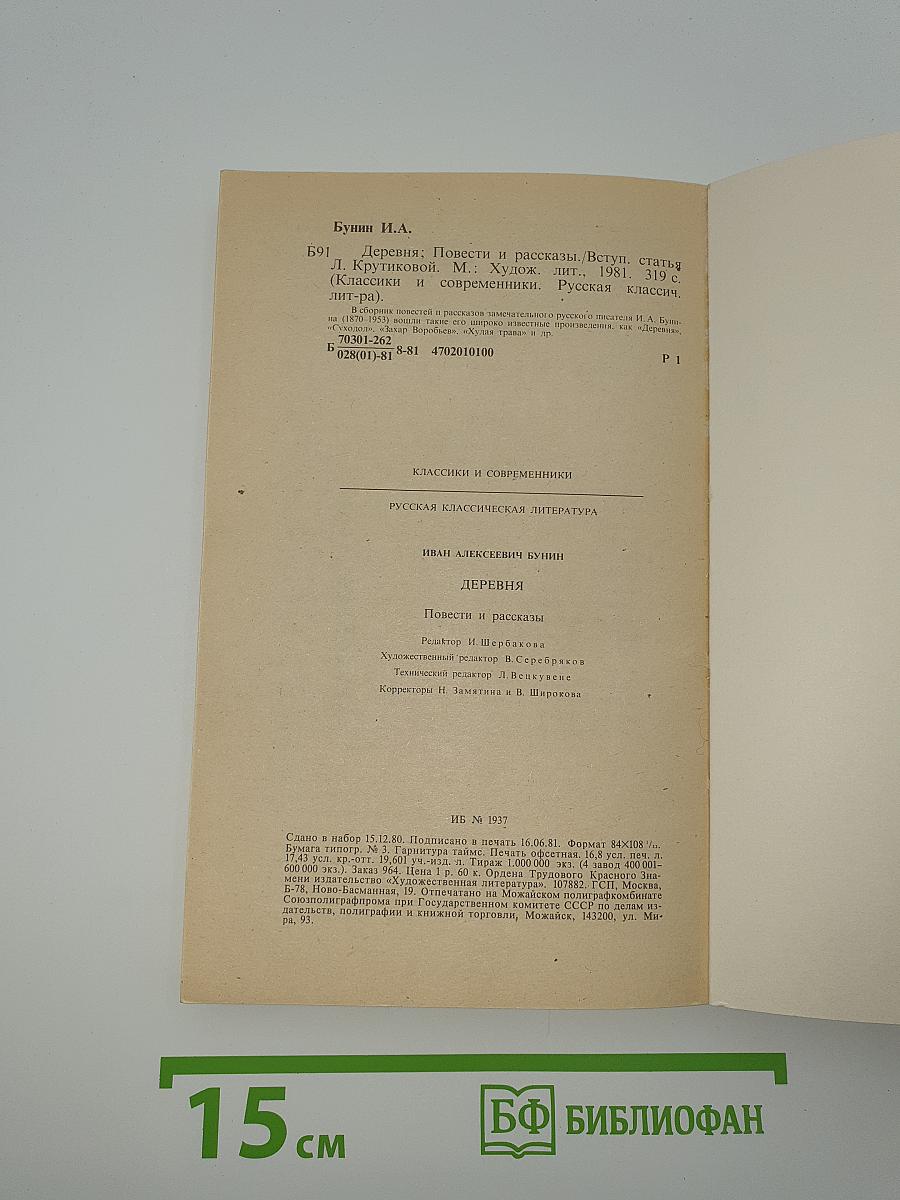 Бунин И.А.
Б91 Деревня; Повести и рассказы./Вступ. статья
Л. Крутиковой. М.: Худож. лит., 1981. 319 с.
(Классики и современники. Русская классич.
лит-ра).
В сборник повестей и рассказов замечательного русского писателя И. А. Буни-
на (1870–1953) вошли такие его широко известные произведения, как «Деревня»,
«Суходол», «Захар Воробьев», «Худая трава» и др.
Б 70301-262
028(01)-81 8-81 4702010100 Р 1
КЛАССИКИ И СОВРЕМЕННИКИ
РУССКАЯ КЛАССИЧЕСКАЯ ЛИТЕРАТУРА
ИВАН АЛЕКСЕЕВИЧ БУНИН
ДЕРЕВНЯ
Повести и рассказы
Редактор И. Щербакова
Художественный редактор В. Серебряков
Технический редактор Л. Вецкувене
Корректоры Н. Замятина и В. Широкова
ИБ № 1937
Сдано в набор 15.12.80. Подписано в печать 16.06.81. Формат 84×108
Бумага типогр. № 3. Гарнитура таймс. Печать офсетная. 16,8 усл. печ. л.
17,43 усл. кр.-отт. 19,601 уч.-изд. л. Тираж 1.000 000 экз. (4 завод 400 001–
600 000 экз.). Заказ 964. Цена 1 р. 60 к. Ордена Трудового Красного Зна-
мени издательство «Художественная литература». 107882. ГСП, Москва,
Б-78, Ново-Басманная, 19. Отпечатано на Можайском полиграфкомбинате
Союзполиграфпрома при Государственном комитете СССР по делам из-
дательств, полиграфии и книжной торговли, Можайск, 143200, ул. Ми-
ра, 93.
15 см
БФ БИБЛИОФАН